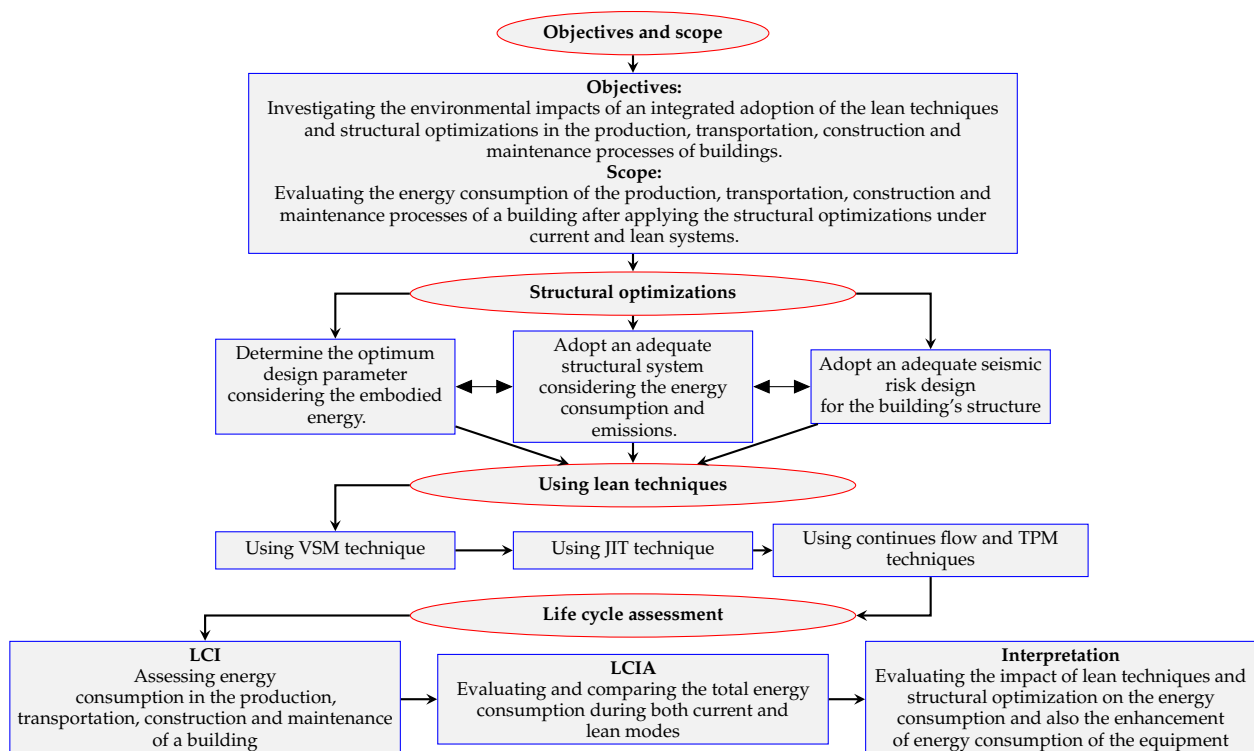 Objectives and scope
Objectives:
Investigating the environmental impacts of an integrated adoption of the lean techniques
and structural optimizations in the production, transportation, construction and
maintenance processes of buildings.
Scope:
Evaluating the energy consumption of the production, transportation, construction and
maintenance processes of a building after applying the structural optimizations under
current and lean systems.
Structural optimizations
Determine the optimum
design parameter
considering the embodied
energy.
Adopt an adequate
structural system
considering the energy
consumption and
emissions.
Adopt an adequate seismic
risk design
for the building's structure
Using lean techniques
Using VSM technique
Using JIT technique
Using continues flow and TPM
techniques
Life cycle assessment
LCI
Assessing energy
consumption in the production,
transportation, construction and maintenance
of a building
LCIA
Evaluating and comparing the total energy
consumption during both current and
lean modes
Interpretation
Evaluating the impact of lean techniques and
structural optimization on the energy
consumption and also the enhancement
of energy consumption of the equipment